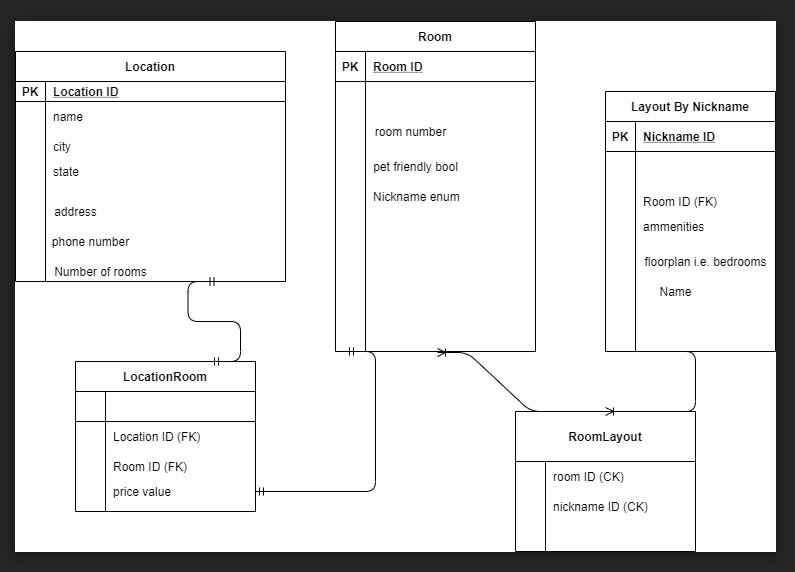 Location
PK Location ID
name
city
state
address
phone number
Number of rooms
Room
PK Room ID
room number
pet friendly bool
Nickname enum
Layout By Nickname
PK Nickname ID
Room ID (FK)
ammenities
floorplan i.e. bedrooms
Name
LocationRoom
Location ID (FK)
Room ID (FK)
price value
RoomLayout
room ID (CK)
nickname ID (CK)